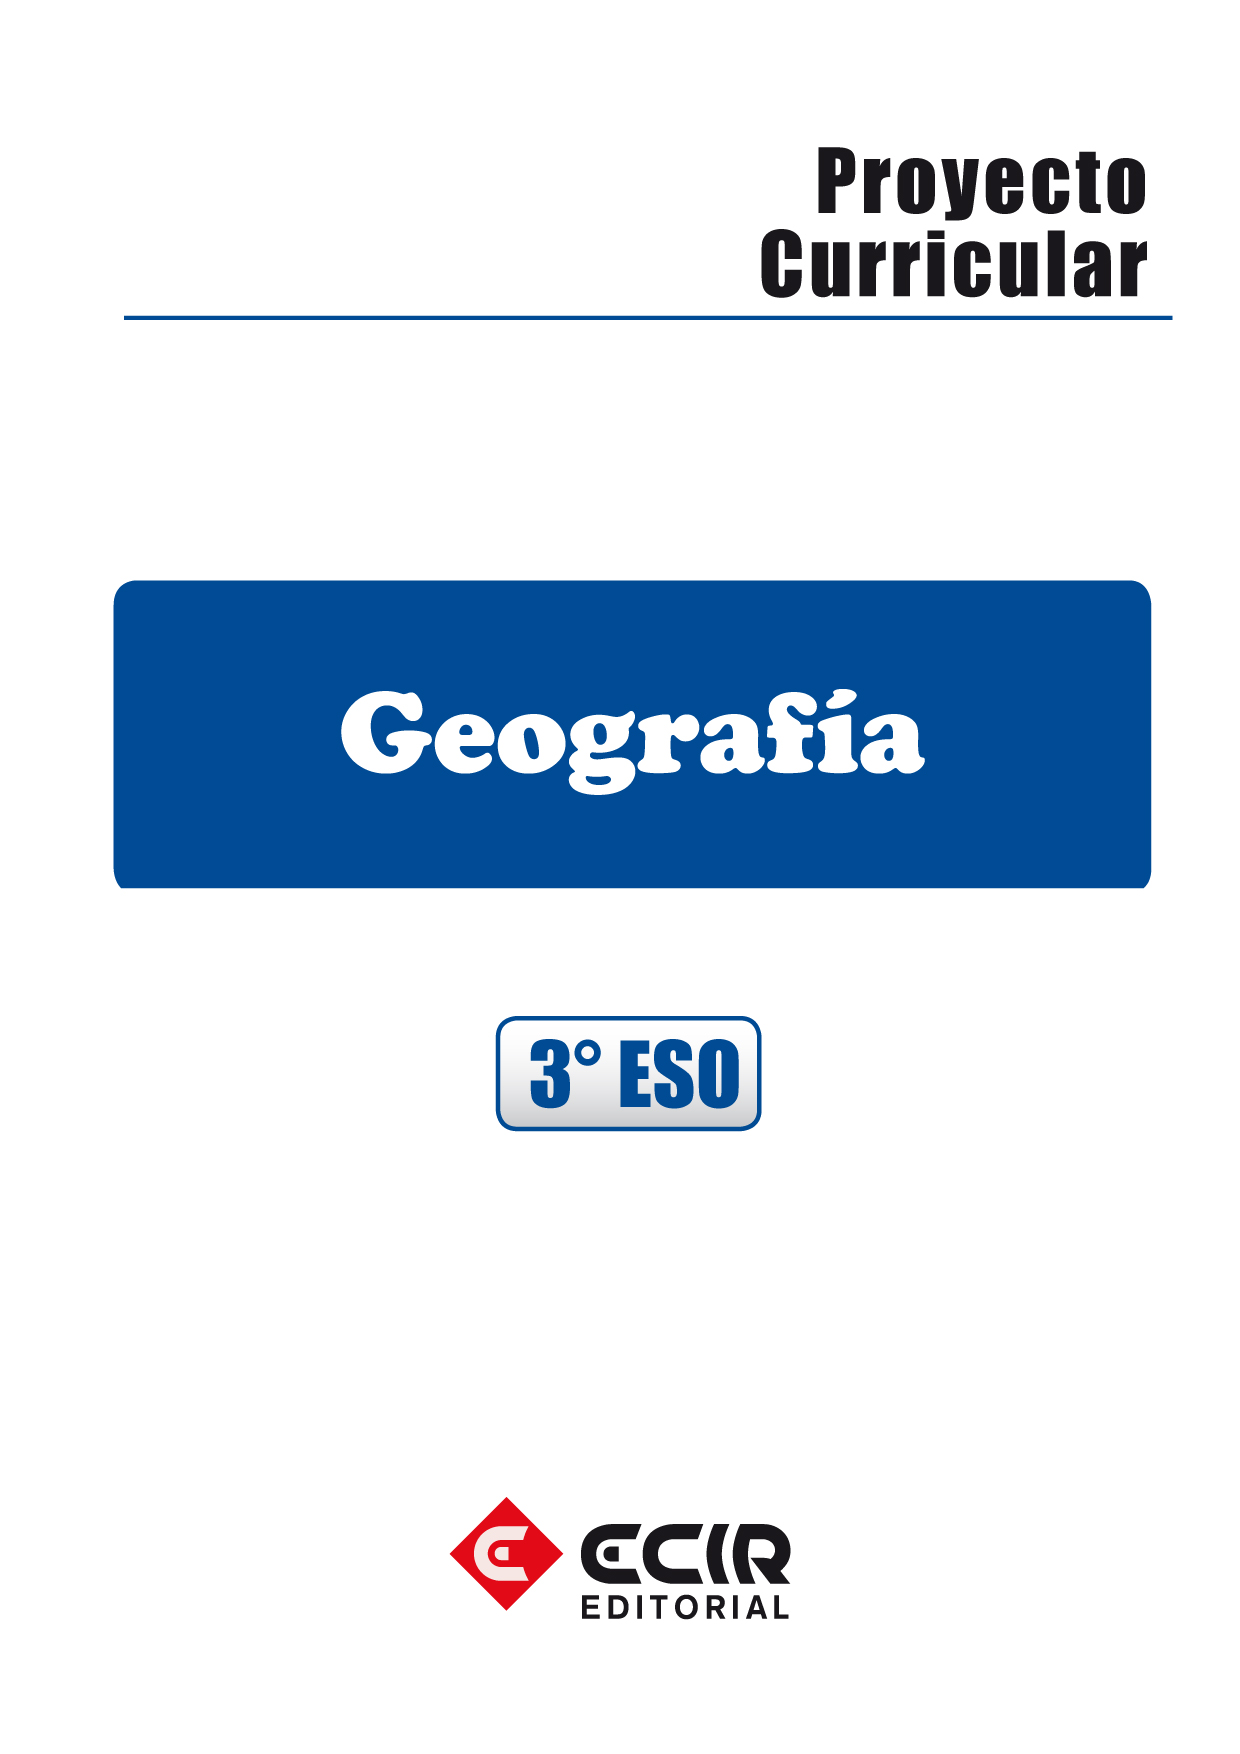 Proyecto
Curricular
Geografía
3° ESO
ECIR
EDITORIAL